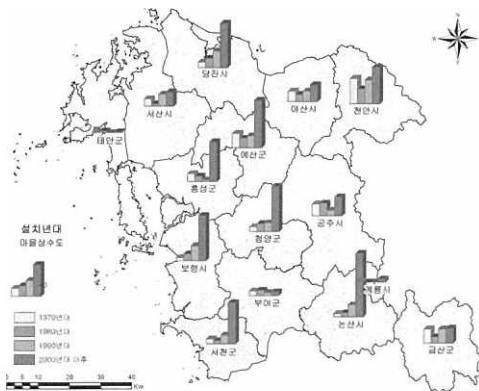 당진시
아산시
천안시
서산시
태안군
예산군
홍성군
공주시
청양군
설치년대
마을상수도
보령시
계룡시
부여군
논산시
서천군
금산군
1970년대
1980년대
1990년대
2000년대 이후
0 5 10 20 30 40
Km